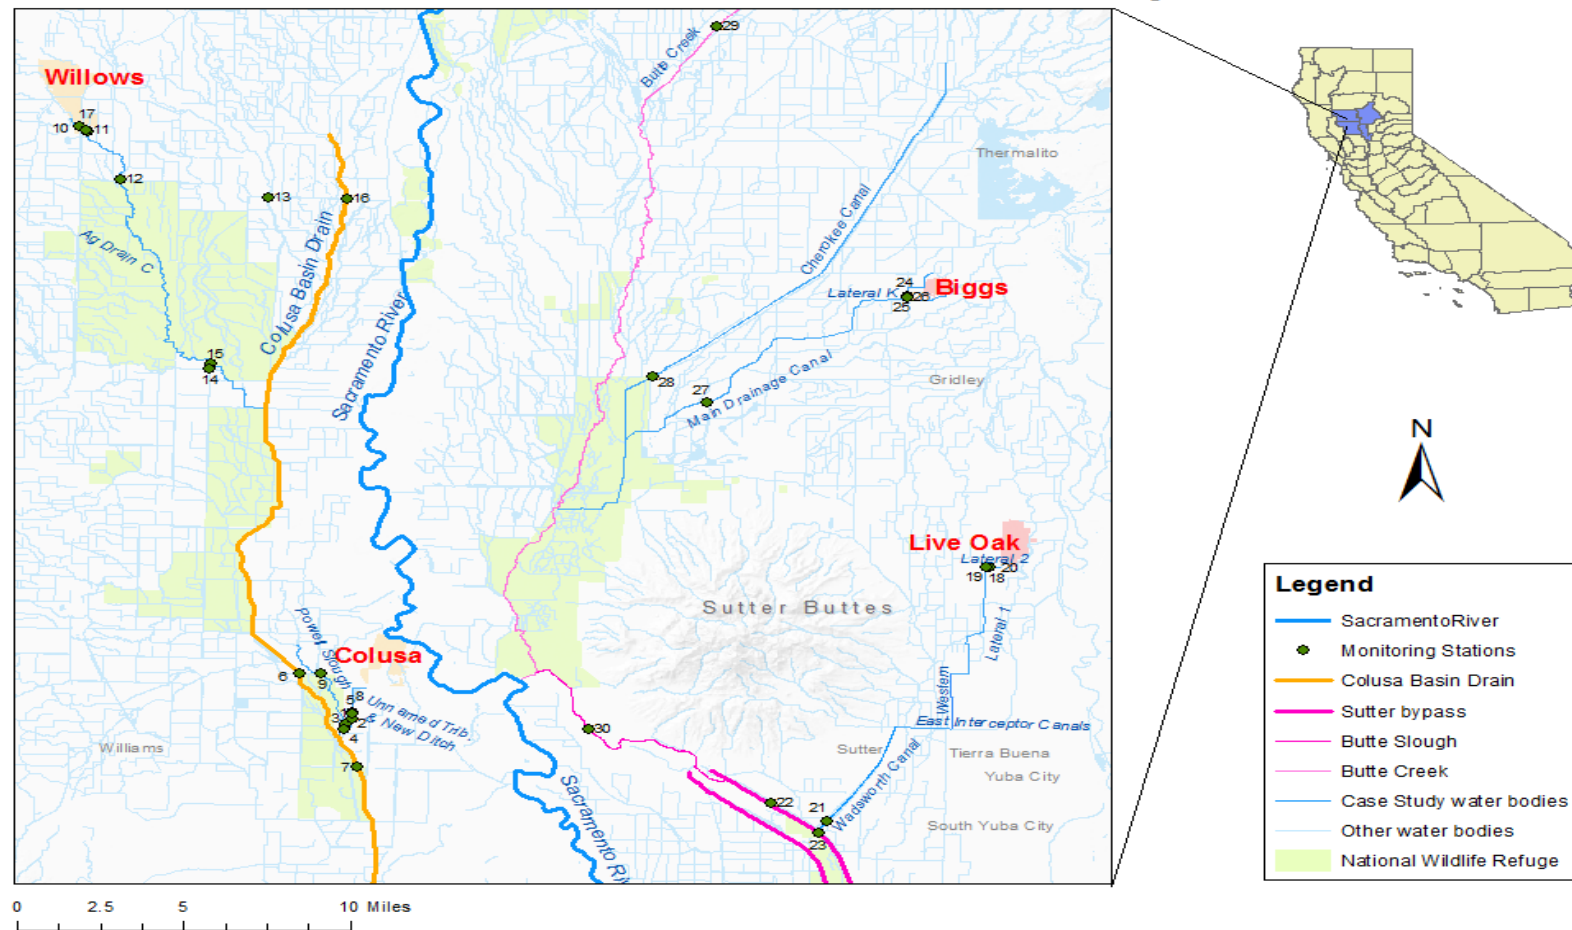 29
Butte Creek
Willows
17
10
11
12
13
16
Thermalito
Ag Drain C
Colusa Basin Drain
Cherokee Canal
Sacramento River
24
Lateral K
26
Biggs
25
15
14
28
27
Main Drainage Canal
Gridley
N
Live Oak
Lateral 2
19
18
20
Sutter Buttes
Lateral 1
Powell Slough
Colusa
6
9
8
5
Unnamed Trib.
& New Ditch
3
2
4
Western
East Interceptor Canals
30
Williams
Sutter
Tierra Buena
7
Yuba City
Wadsworth Canal
Sacramento Riv
22
21
South Yuba City
23
Legend
SacramentoRiver
Monitoring Stations
Colusa Basin Drain
Sutter bypass
Butte Slough
Butte Creek
Case Study water bodies
Other water bodies
National Wildlife Refuge
0 2.5 5 10 Miles